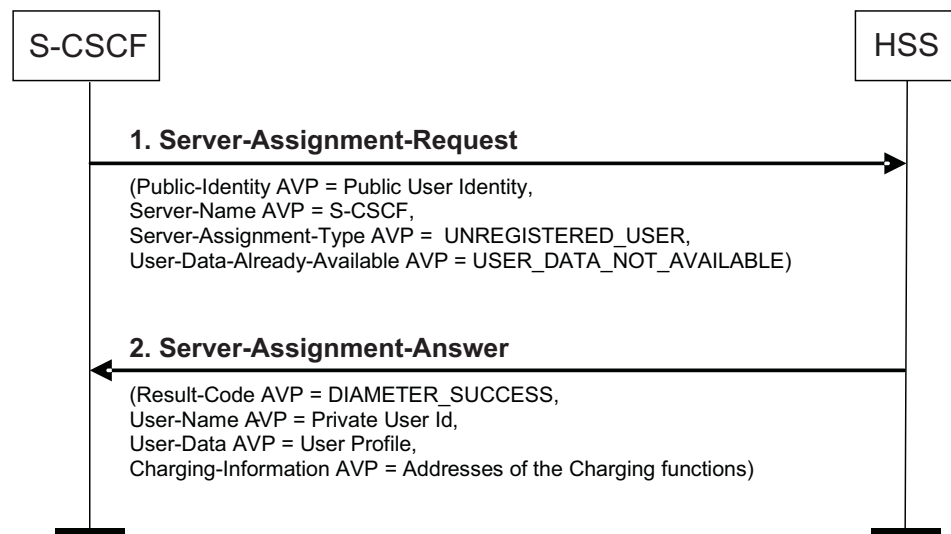 S-CSCF
HSS
1. Server-Assignment-Request
(Public-Identity AVP = Public User Identity,
Server-Name AVP = S-CSCF,
Server-Assignment-Type AVP = UNREGISTERED_USER,
User-Data-Already-Available AVP = USER_DATA_NOT_AVAILABLE)
2. Server-Assignment-Answer
(Result-Code AVP = DIAMETER_SUCCESS,
User-Name AVP = Private User Id,
User-Data AVP = User Profile,
Charging-Information AVP = Addresses of the Charging functions)